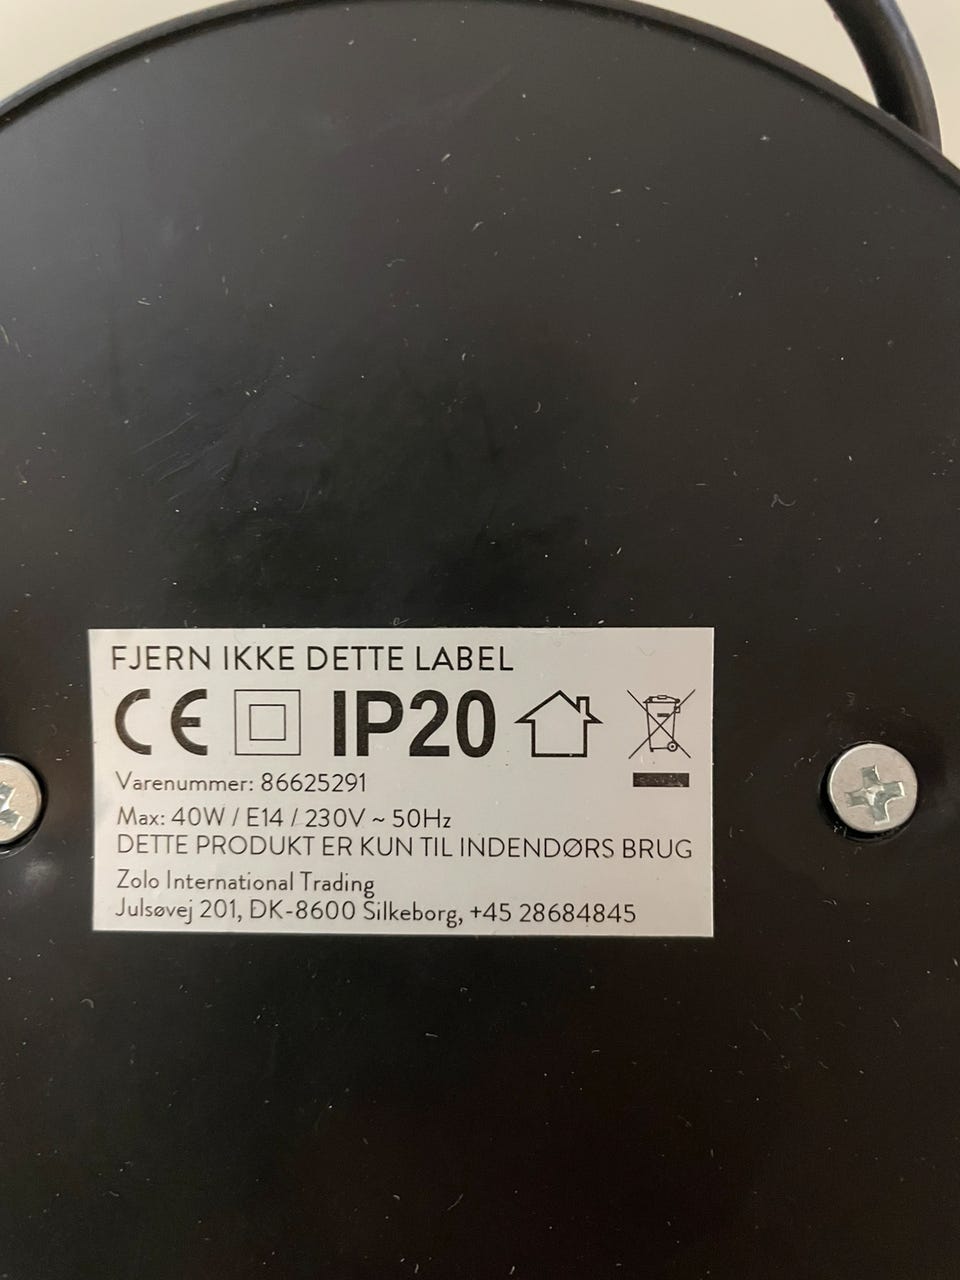 FJERN IKKE DETTE LABEL
CE IP20
Varenummer: 86625291
Max: 40W / E14 / 230V ~ 50Hz
DETTE PRODUKT ER KUN TIL INDENDØRS BRUG
Zolo International Trading
Julsøvej 201, DK-8600 Silkeborg, +45 28684845